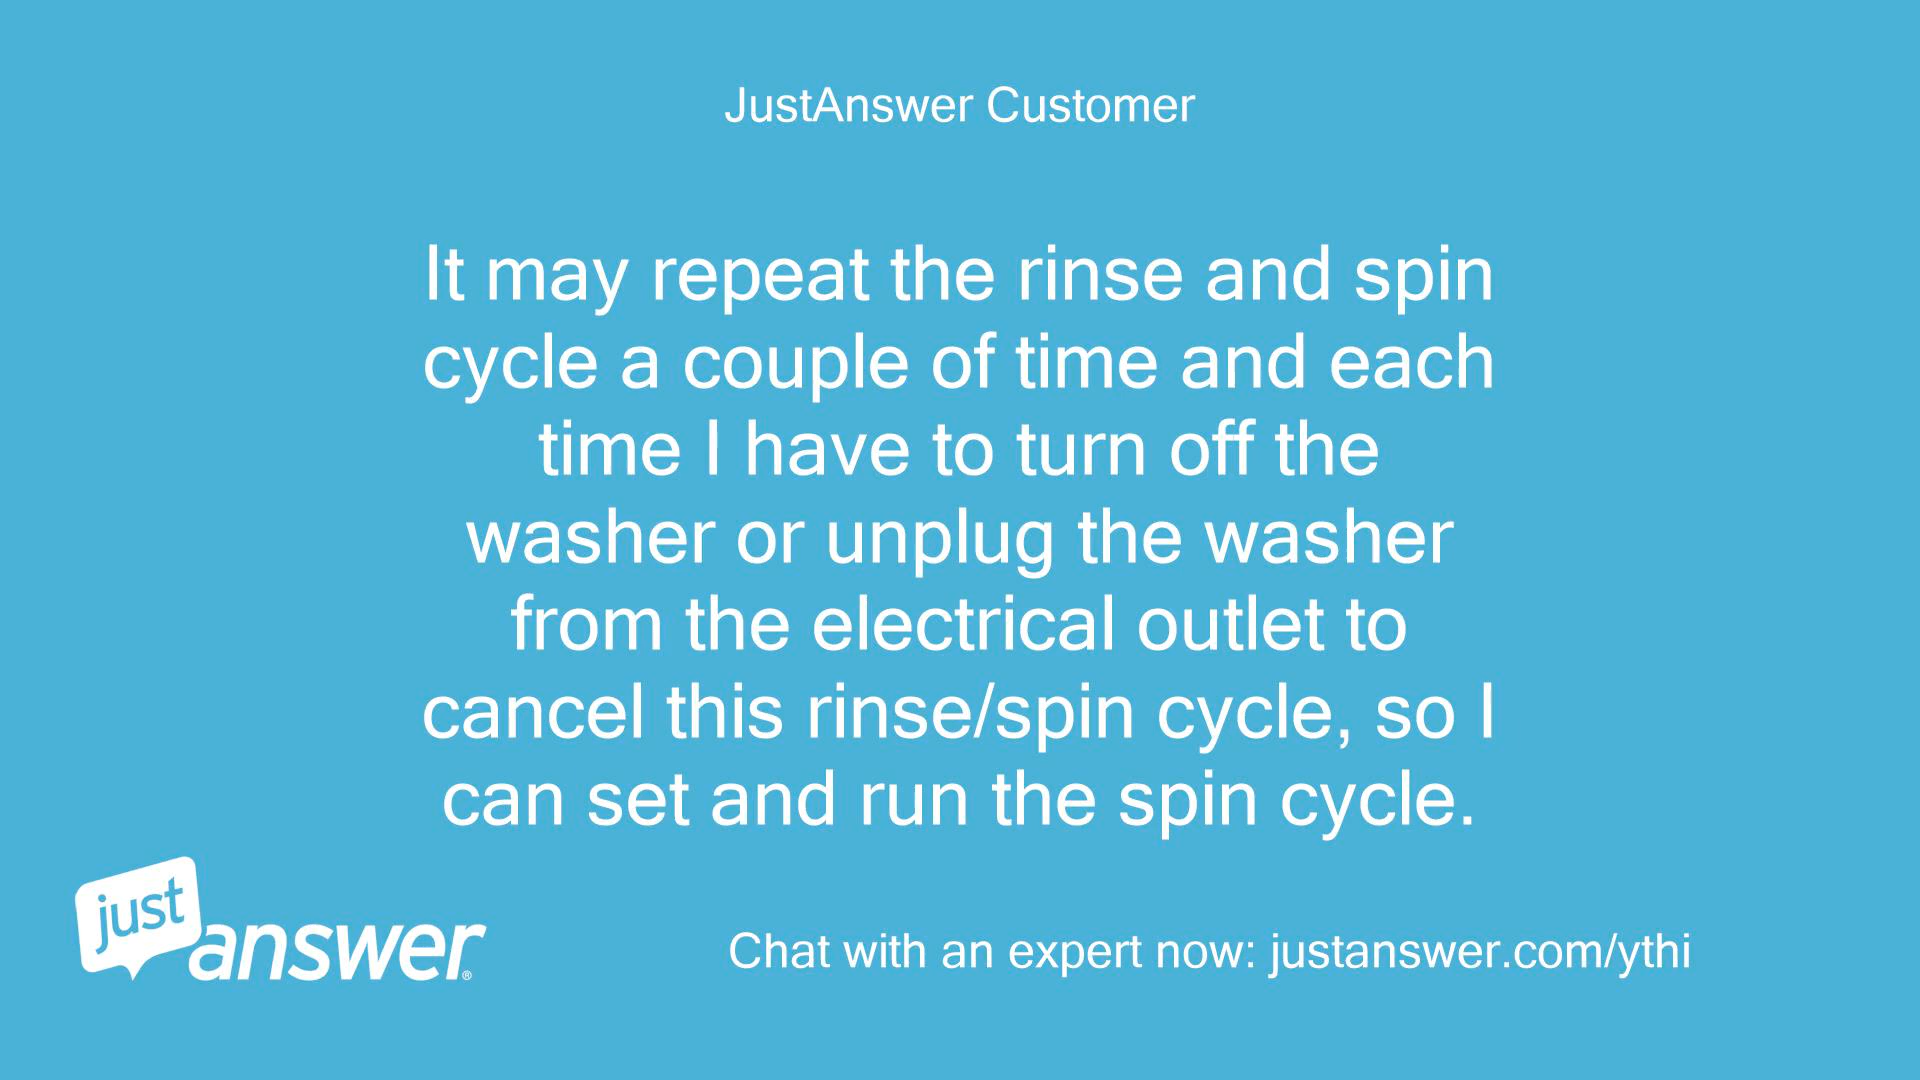 JustAnswer Customer
It may repeat the rinse and spin
cycle a couple of time and each
time I have to turn off the
washer or unplug the washer
from the electrical outlet to
cancel this rinse/spin cycle, so I
can set and run the spin cycle.
just
answer®
Chat with an expert now: justanswer.com/ythi